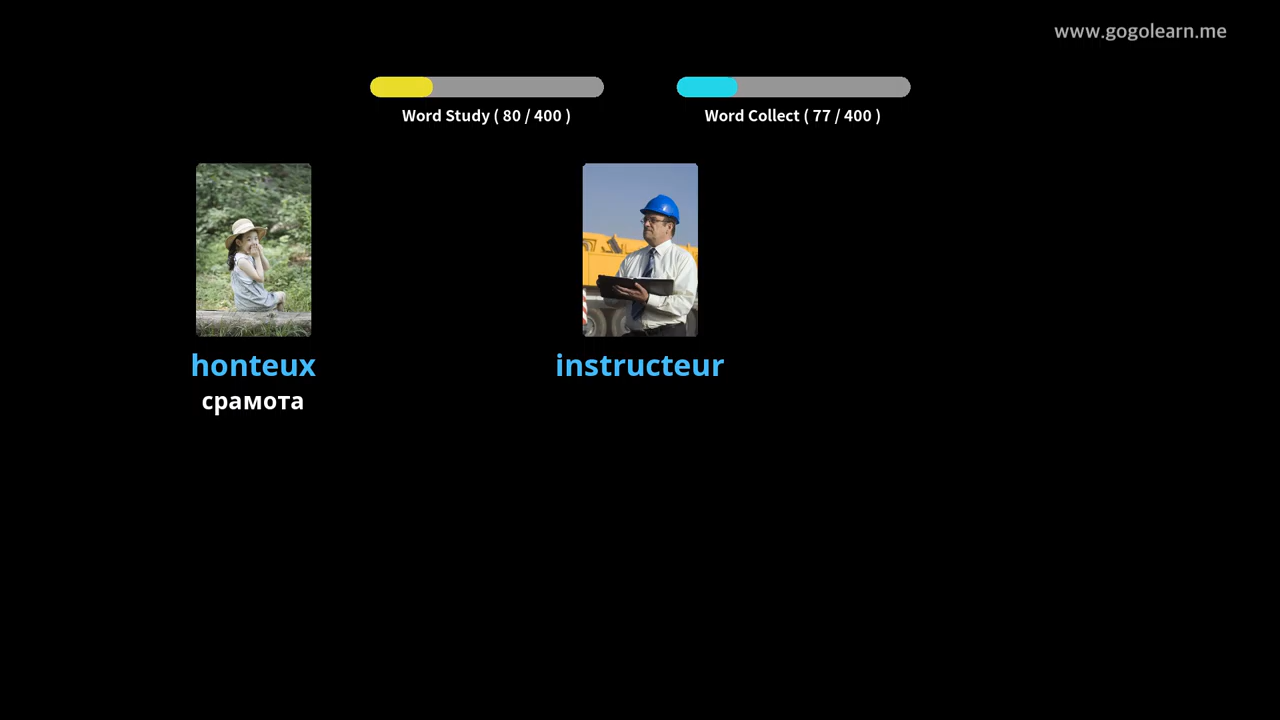 www.gogolearn.me
Word Study ( 80 / 400 )
Word Collect ( 77 / 400 )
honteux
срамота
instructeur